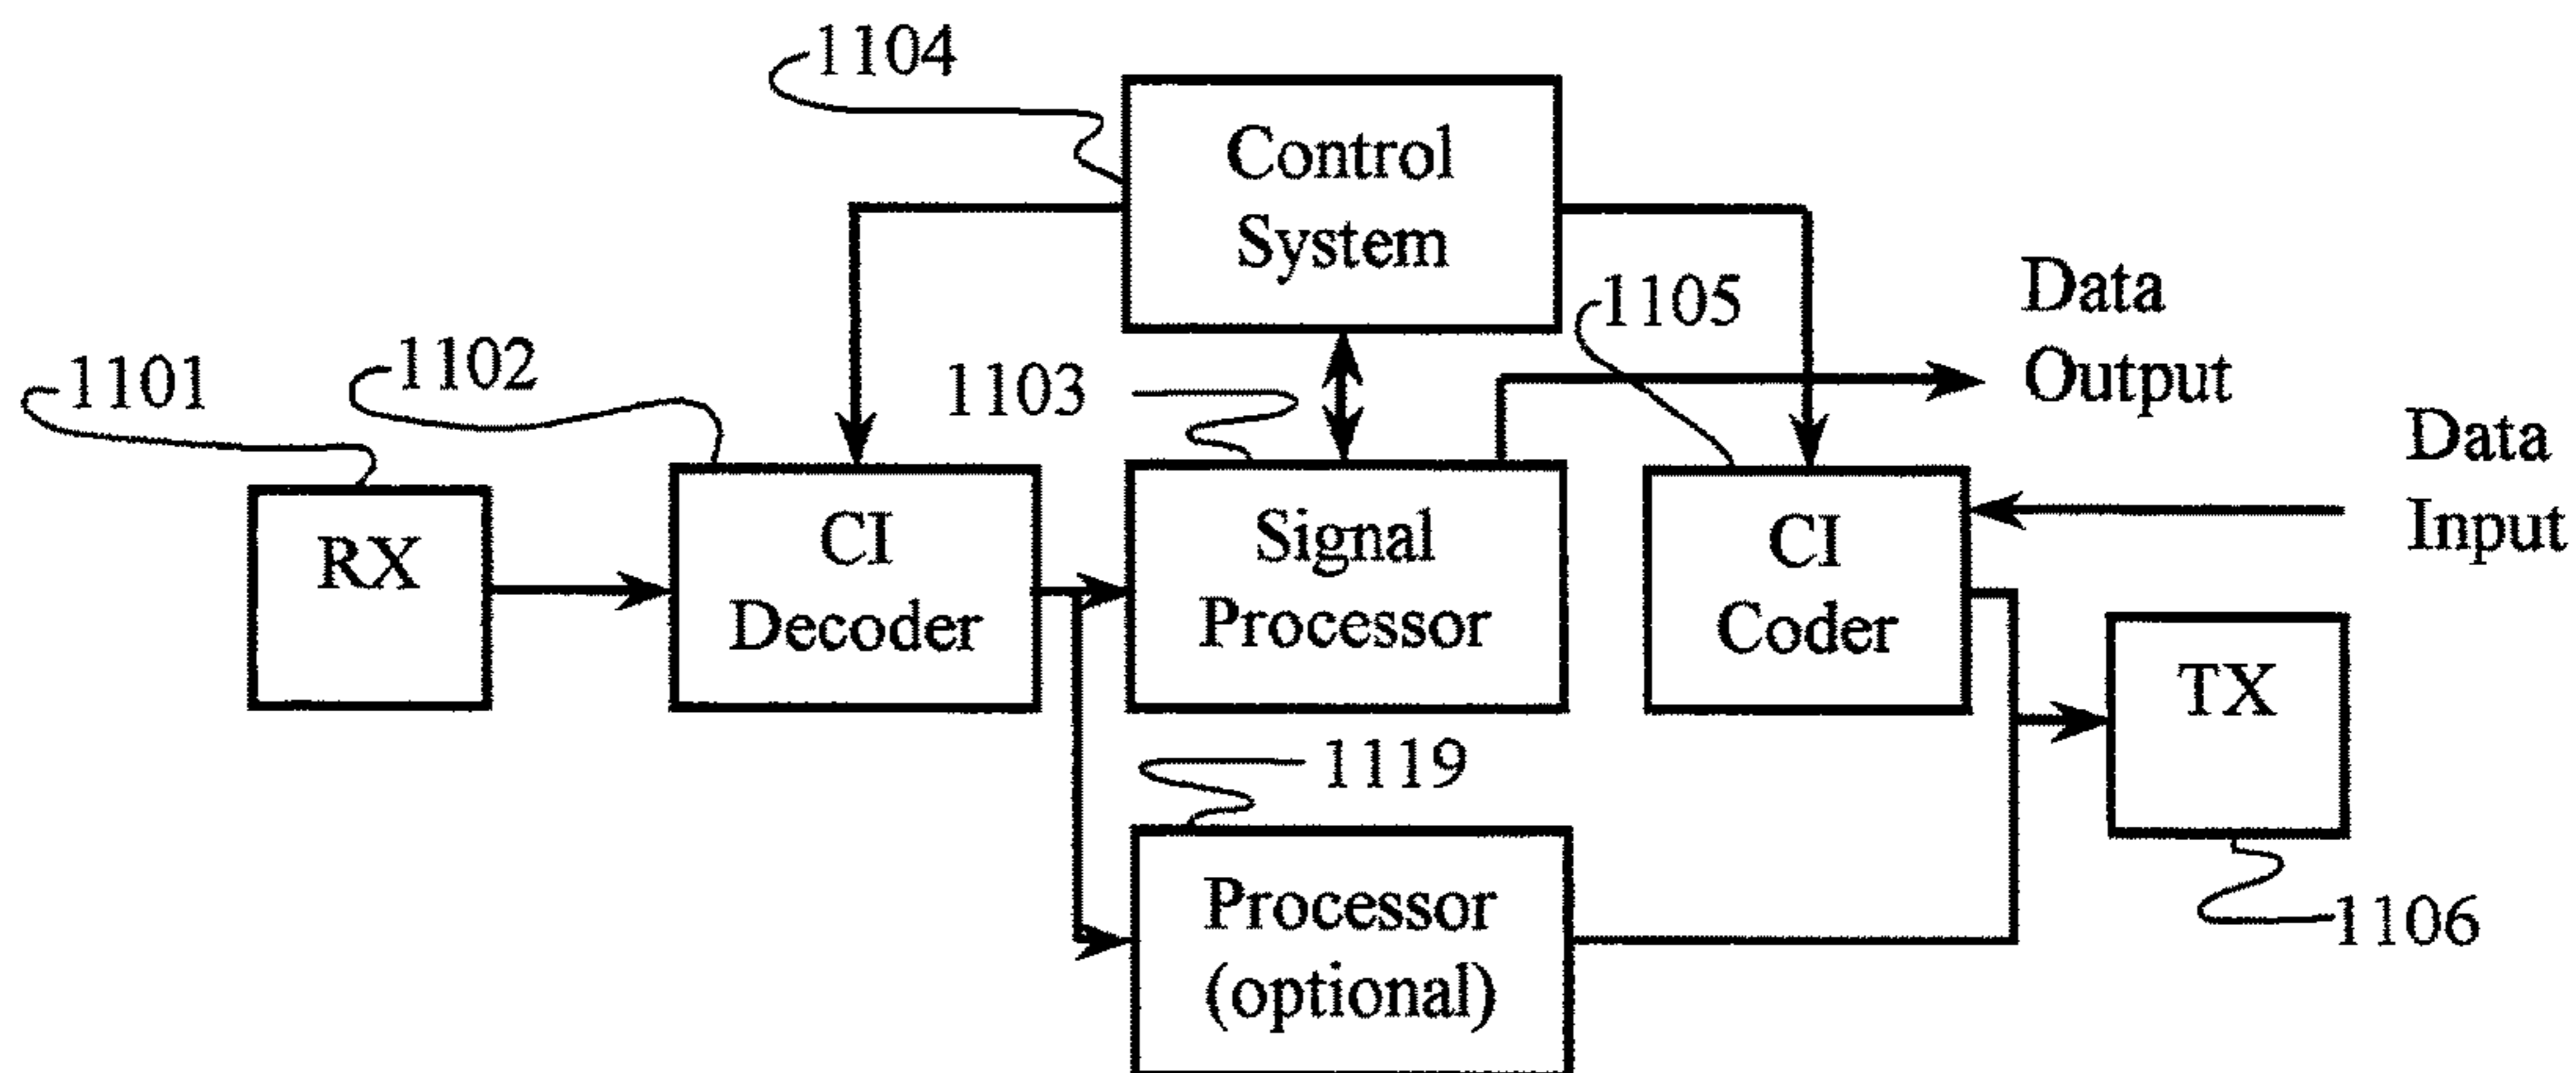 1104
Control
System
1105
Data
Output
1101
1102
1103
Data
Input
RX
CI
Decoder
Signal
Processor
CI
Coder
TX
1119
Processor
(optional)
1106